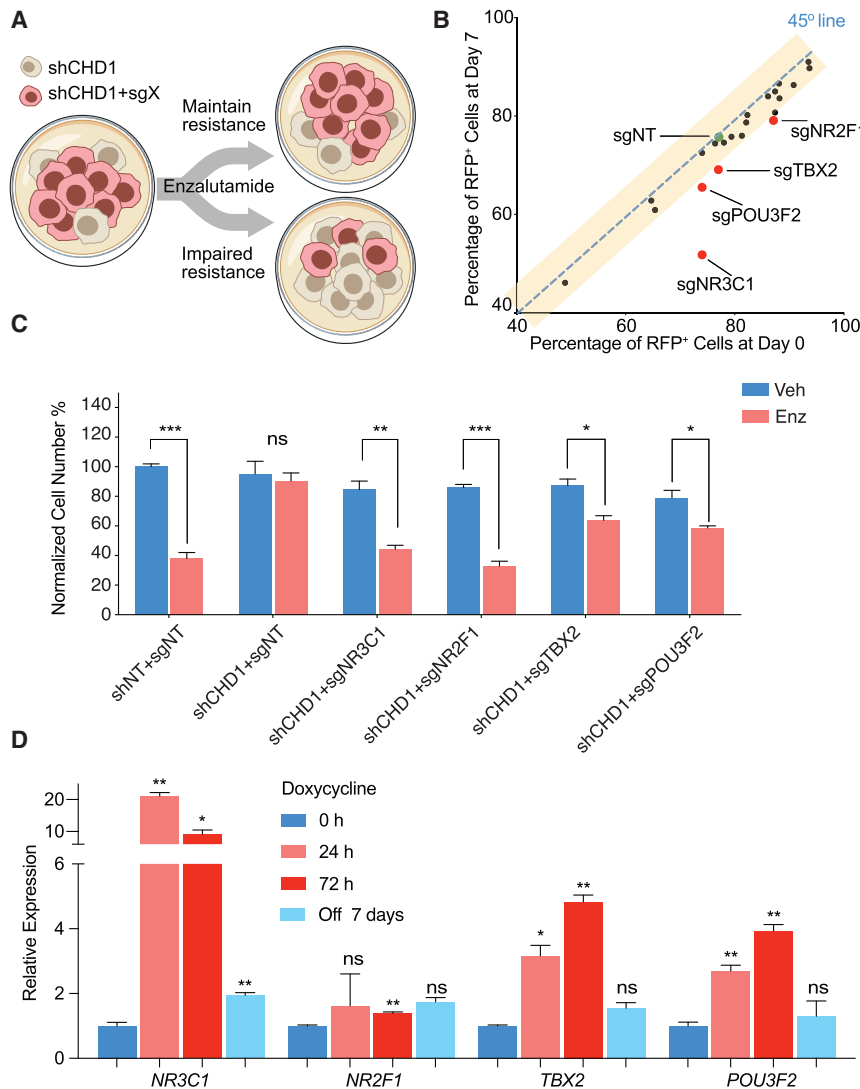 A
shCHD1
shCHD1+sgX
Maintain
resistance
Enzalutamide
Impaired
resistance
B
Percentage of RFP⁺ Cells at Day 7
100
80
60
40
45º line
sgNT
sgNR2F1
sgTBX2
sgPOU3F2
sgNR3C1
40
60
80
100
Percentage of RFP⁺ Cells at Day 0
C
Normalized Cell Number %
140
120
100
80
60
40
20
0
Veh
Enz
***
ns
**
***
*
*
shNT+sgNT
shCHD1+sgNT
shCHD1+sgNR3C1
shCHD1+sgNR2F1
shCHD1+sgTBX2
shCHD1+sgPOU3F2
D
Relative Expression
20
10
6
4
2
0
Doxycycline
0 h
24 h
72 h
Off 7 days
**
*
**
ns
**
ns
*
**
ns
**
**
ns
NR3C1
NR2F1
TBX2
POU3F2